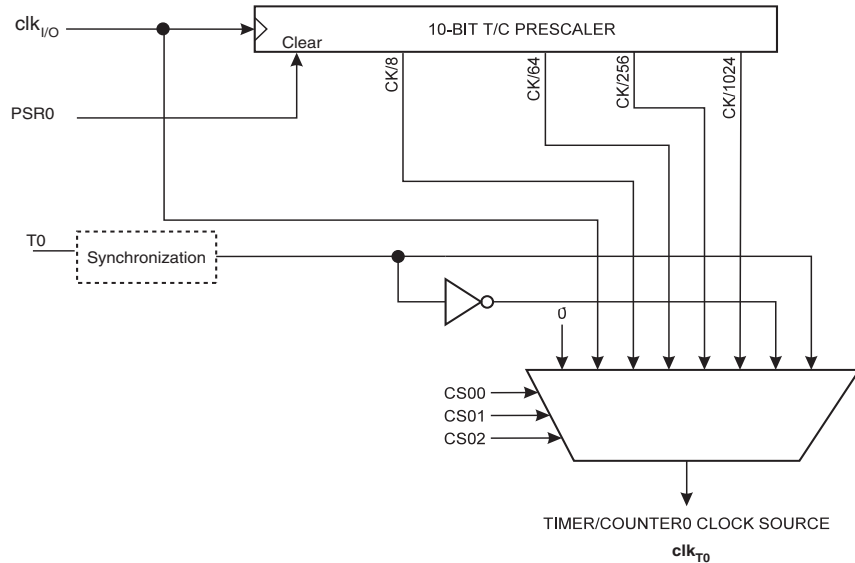 clkI/O
10-BIT T/C PRESCALER
Clear
CK/8
CK/64
CK/256
CK/1024
PSR0
T0
Synchronization
0
CS00
CS01
CS02
TIMER/COUNTER0 CLOCK SOURCE
clkT0